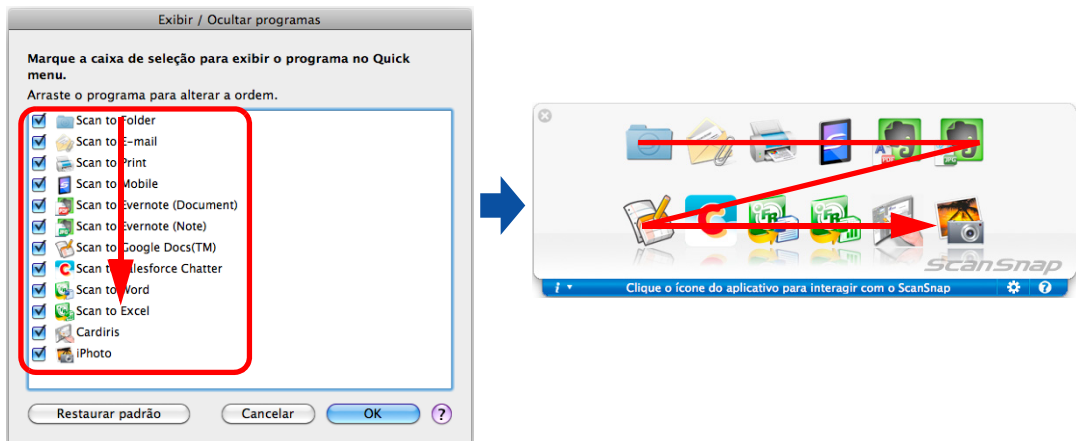 Exibir / Ocultar programas
Marque a caixa de seleção para exibir o programa no Quick
menu.
Arraste o programa para alterar a ordem.
Scan to Folder
Scan to E-mail
Scan to Print
Scan to Mobile
Scan to Evernote (Document)
Scan to Evernote (Note)
Scan to Google Docs(TM)
Scan to Salesforce Chatter
Scan to Word
Scan to Excel
Cardiris
iPhoto
Restaurar padrão
Cancelar
OK
?
A
PDF
JPG
ScanSnap
i
Clique o ícone do aplicativo para interagir com o ScanSnap
?